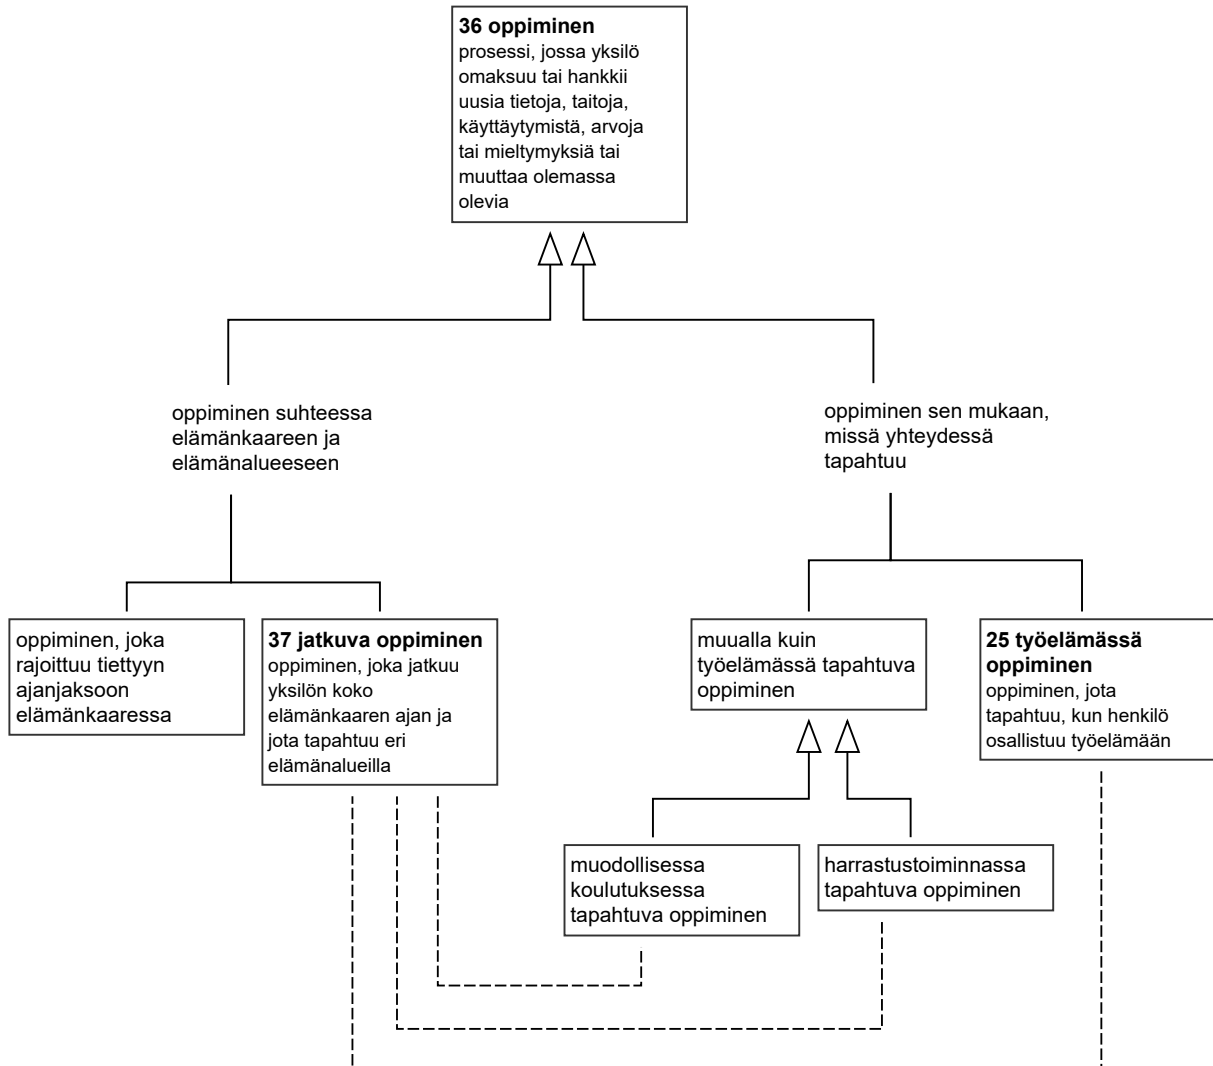 36 oppiminen
prosessi, jossa yksilö
omaksuu tai hankkii
uusia tietoja, taitoja,
käyttäytymistä, arvoja
tai mieltymyksiä tai
muuttaa olemassa
olevia
oppiminen suhteessa
elämänkaareen ja
elämänalueeseen
oppiminen sen mukaan,
missä yhteydessä
tapahtuu
oppiminen, joka
rajoittuu tiettyyn
ajanjaksoon
elämänkaaressa
37 jatkuva oppiminen
oppiminen, joka jatkuu
yksilön koko
elämänkaaren ajan ja
jota tapahtuu eri
elämänalueilla
muualla kuin
työelämässä tapahtuva
oppiminen
25 työelämässä
oppiminen
oppiminen, jota
tapahtuu, kun henkilö
osallistuu työelämään
muodollisessa
koulutuksessa
tapahtuva oppiminen
harrastustoiminnassa
tapahtuva oppiminen